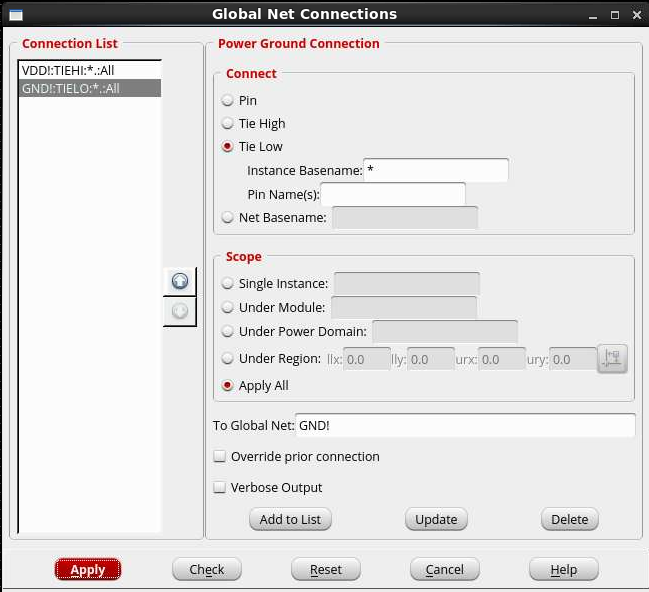 Global Net Connections
Connection List
VDD!:TIEHI:*.:All
GND!:TIELO:*.:All
Power Ground Connection
Connect
Pin
Tie High
Tie Low
Instance Basename: *
Pin Name(s):
Net Basename:
Scope
Single Instance:
Under Module:
Under Power Domain:
Under Region: llx: 0.0 lly: 0.0 urx: 0.0 ury: 0.0
Apply All
To Global Net: GND!
Override prior connection
Verbose Output
Add to List Update Delete
Apply Check Reset Cancel Help